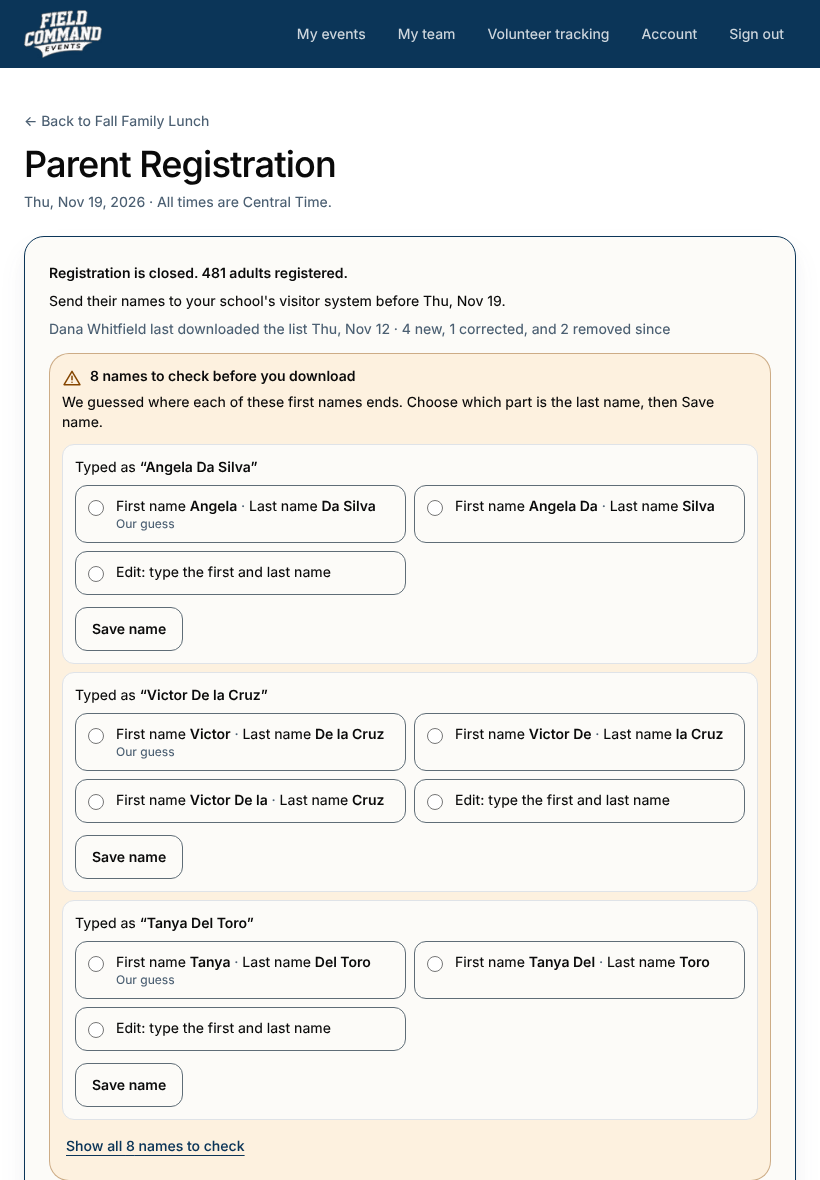 FIELD
COMMAND
EVENTS
My events
My team
Volunteer tracking
Account
Sign out
← Back to Fall Family Lunch
Parent Registration
Thu, Nov 19, 2026 · All times are Central Time.
Registration is closed. 481 adults registered.
Send their names to your school's visitor system before Thu, Nov 19.
Dana Whitfield last downloaded the list Thu, Nov 12 · 4 new, 1 corrected, and 2 removed since
8 names to check before you download
We guessed where each of these first names ends. Choose which part is the last name, then Save
name.
Typed as “Angela Da Silva”
First name Angela · Last name Da Silva
Our guess
First name Angela Da · Last name Silva
Edit: type the first and last name
Save name
Typed as “Victor De la Cruz”
First name Victor · Last name De la Cruz
Our guess
First name Victor De · Last name la Cruz
First name Victor De la · Last name Cruz
Edit: type the first and last name
Save name
Typed as “Tanya Del Toro”
First name Tanya · Last name Del Toro
Our guess
First name Tanya Del · Last name Toro
Edit: type the first and last name
Save name
Show all 8 names to check